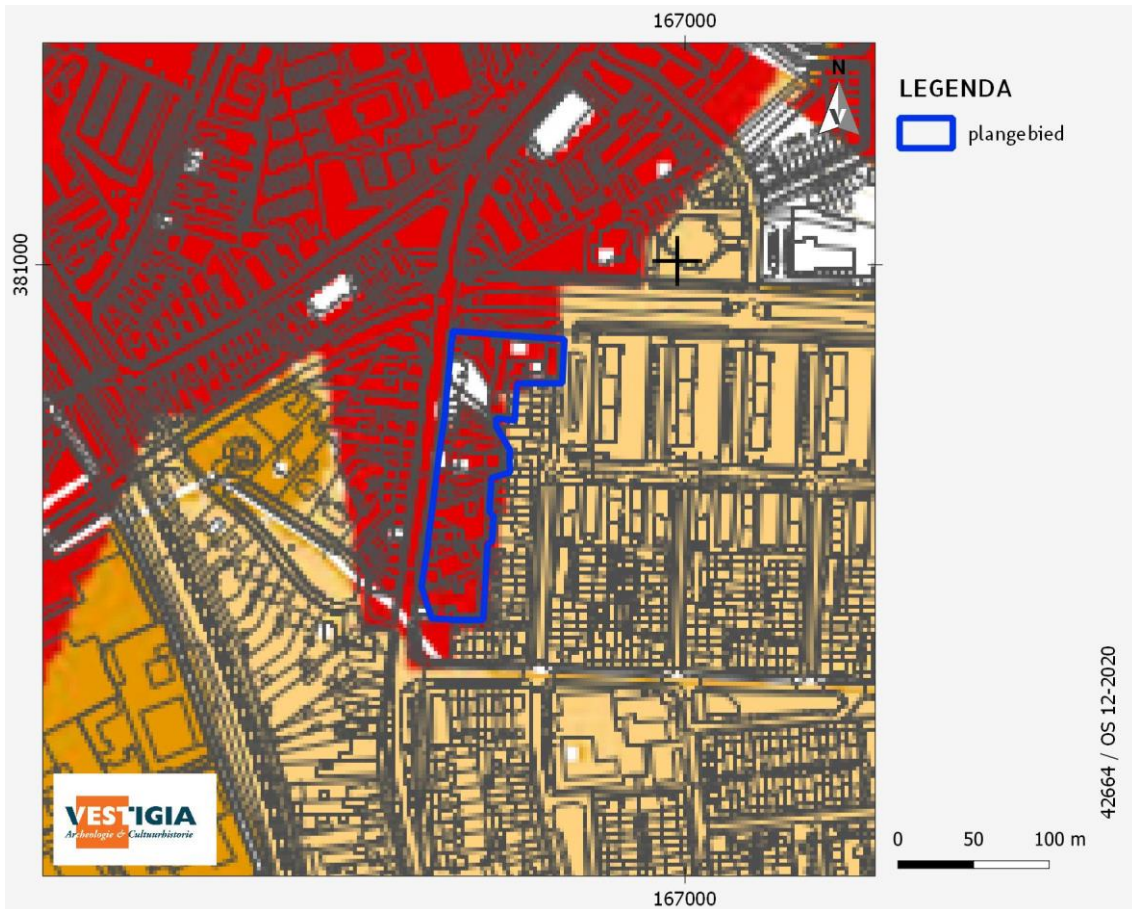 167000
N
LEGENDA
plangebied
381000
VESTIGIA
Archeologie & Cultuurhistorie
42664 / OS 12-2020
0 50 100 m
167000